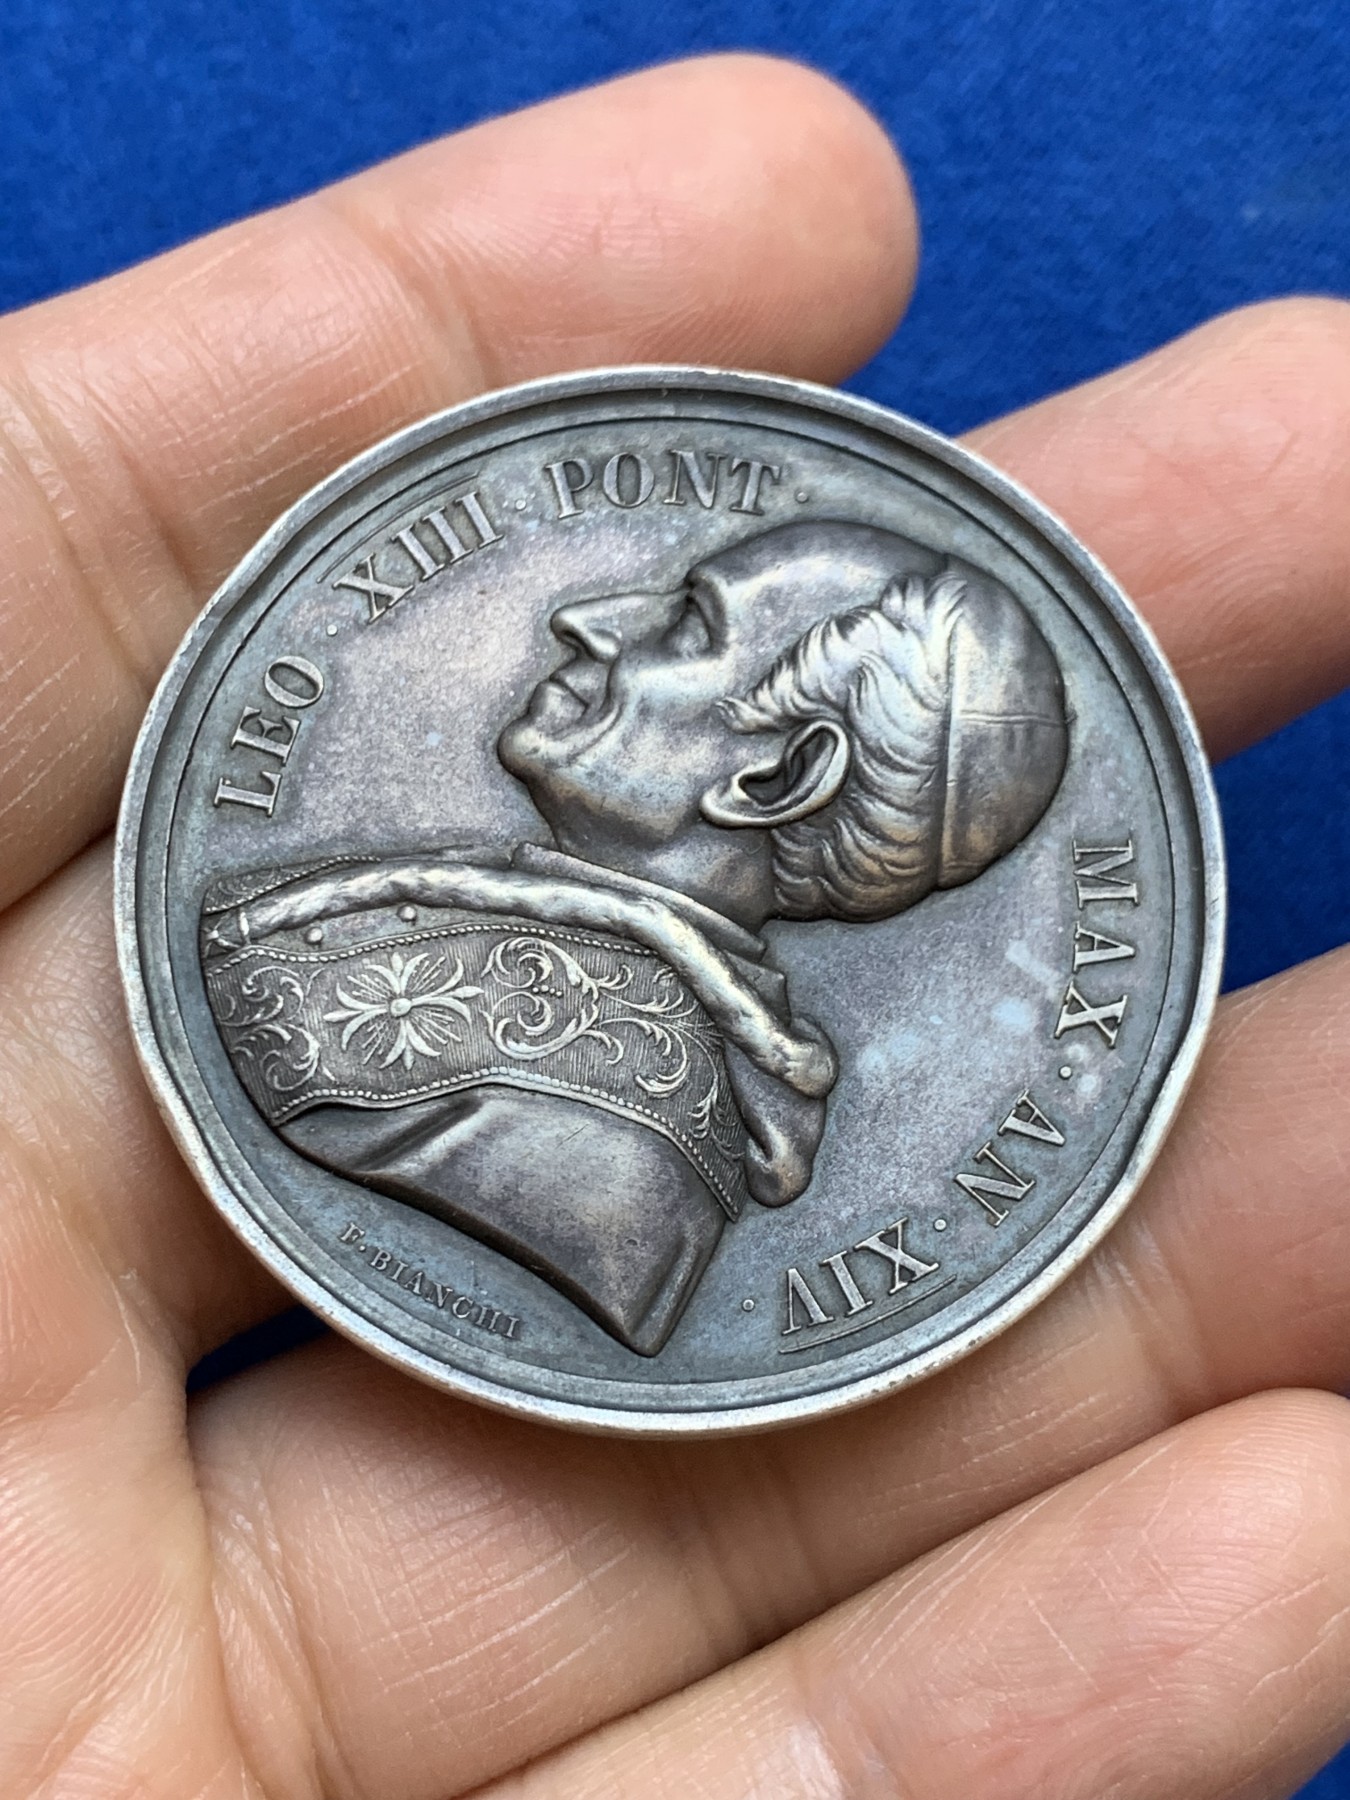 LEO · XIII · PONT · MAX · AN · XIV ·
F. BIANCHI